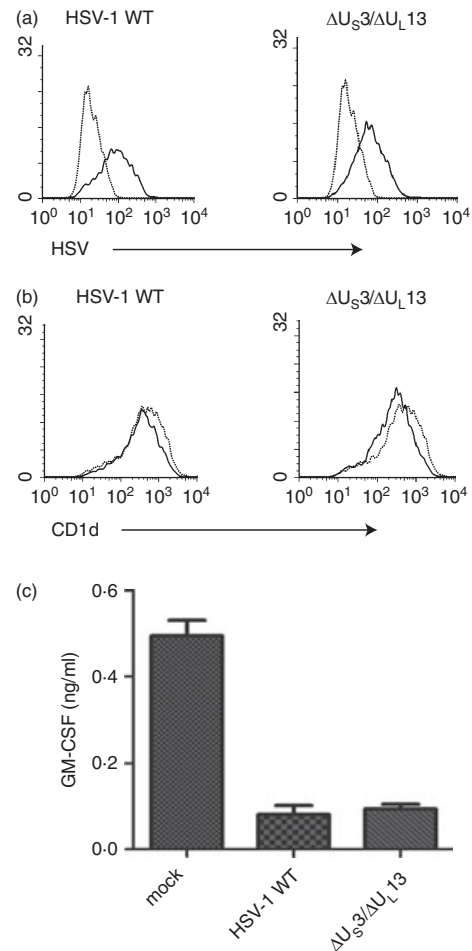 (a)
HSV-1 WT
ΔUS3/ΔUL13
32
0
10⁰ 10¹ 10² 10³ 10⁴
32
0
10⁰ 10¹ 10² 10³ 10⁴
HSV
(b)
HSV-1 WT
ΔUS3/ΔUL13
32
0
10⁰ 10¹ 10² 10³ 10⁴
32
0
10⁰ 10¹ 10² 10³ 10⁴
CD1d
(c)
GM-CSF (ng/ml)
0·6
0·4
0·2
0·0
mock
HSV-1 WT
ΔUS3/ΔUL13